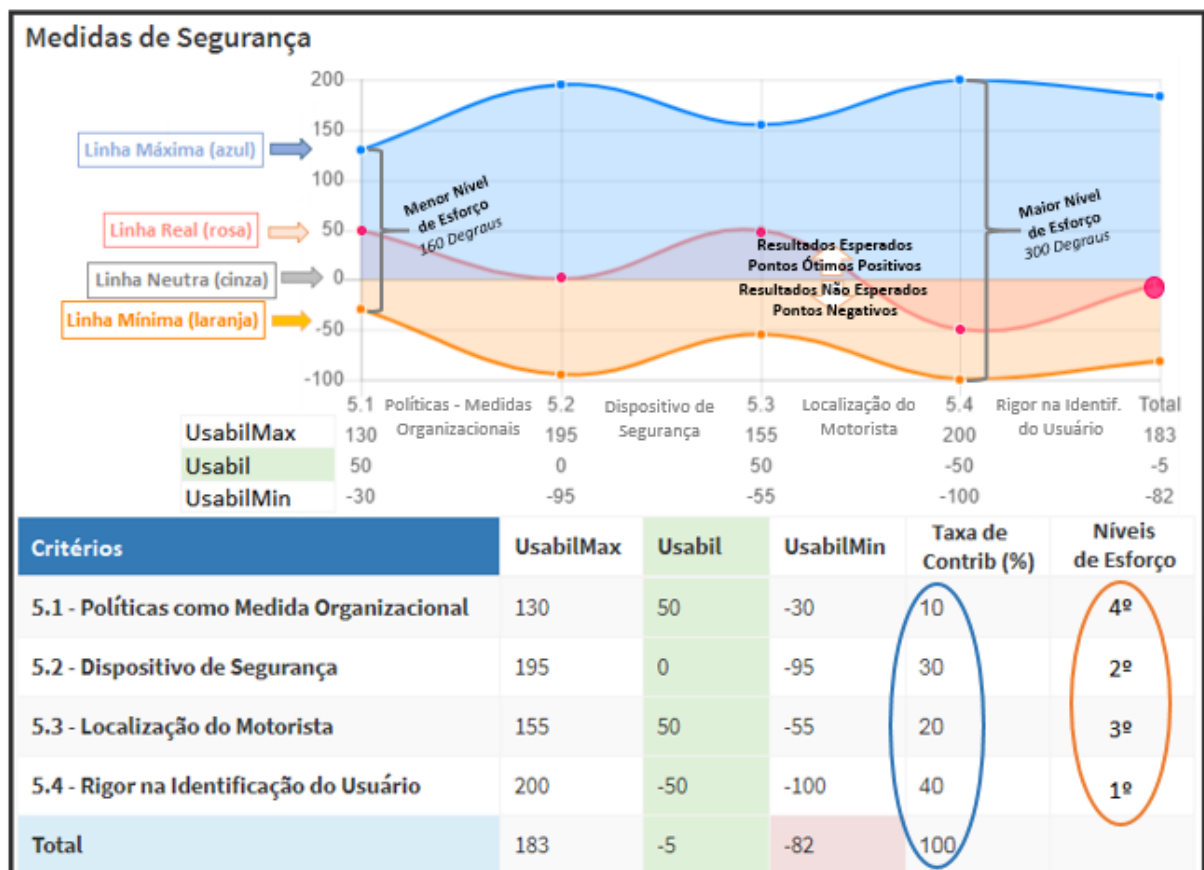 Medidas de Segurança
200
150
100
50
0
-50
-100
Linha Máxima (azul)
Linha Real (rosa)
Linha Neutra (cinza)
Linha Mínima (laranja)
Menor Nível
de Esforço
160 Degraus
Resultados Esperados
Pontos Ótimos Positivos
Resultados Não Esperados
Pontos Negativos
Maior Nível
de Esforço
300 Degraus
5.1 Políticas - Medidas Organizacionais 5.2 Dispositivo de Segurança 5.3 Localização do Motorista 5.4 Rigor na Identif. do Usuário Total
UsabilMax 130 195 155 200 183
Usabil 50 0 50 -50 -5
UsabilMin -30 -95 -55 -100 -82
Critérios UsabilMax Usabil UsabilMin Taxa de Contrib (%) Níveis de Esforço
5.1 - Políticas como Medida Organizacional 130 50 -30 10 4º
5.2 - Dispositivo de Segurança 195 0 -95 30 2º
5.3 - Localização do Motorista 155 50 -55 20 3º
5.4 - Rigor na Identificação do Usuário 200 -50 -100 40 1º
Total 183 -5 -82 100